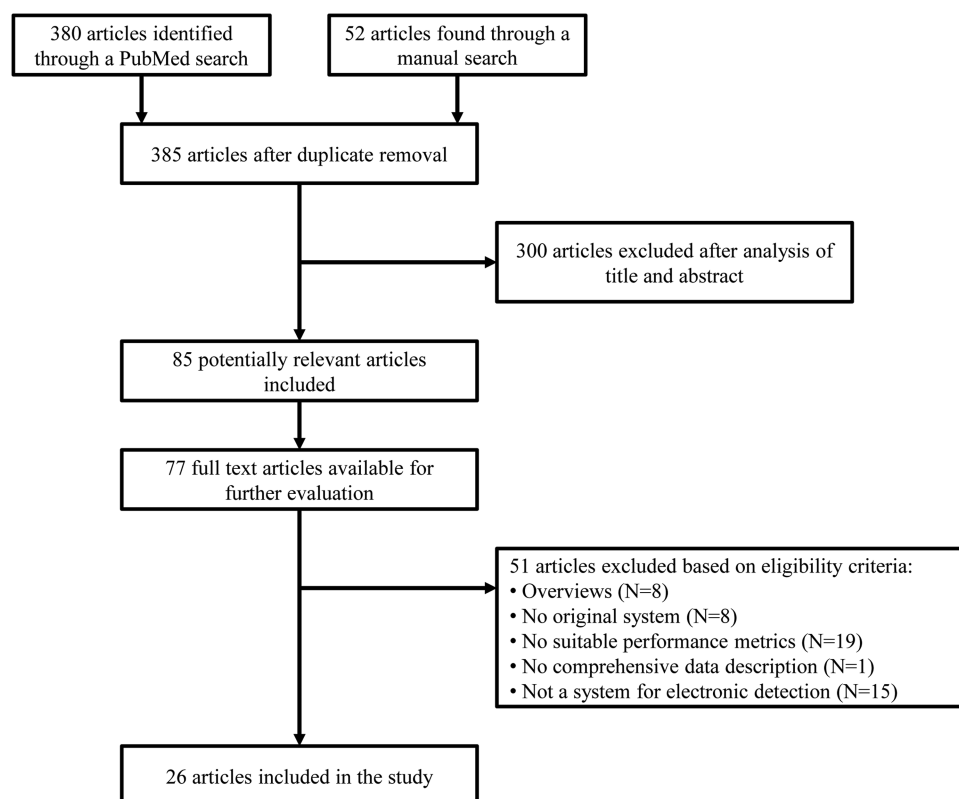 380 articles identified
through a PubMed search
52 articles found through a
manual search
385 articles after duplicate removal
300 articles excluded after analysis of
title and abstract
85 potentially relevant articles
included
77 full text articles available for
further evaluation
51 articles excluded based on eligibility criteria:
• Overviews (N=8)
• No original system (N=8)
• No suitable performance metrics (N=19)
• No comprehensive data description (N=1)
• Not a system for electronic detection (N=15)
26 articles included in the study